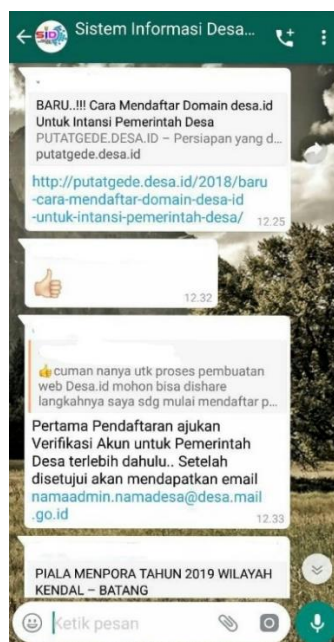 SID
Sistem Informasi Desa...
BARU..!!! Cara Mendaftar Domain desa.id
Untuk Intansi Pemerintah Desa
PUTATGEDE.DESA.ID – Persiapan yang d...
putatgede.desa.id
http://putatgede.desa.id/2018/baru
-cara-mendaftar-domain-desa-id
-untuk-intansi-pemerintah-desa/ 12.25
12.32
👍cuman nanya utk proses pembuatan
web Desa.id mohon bisa dishare
langkahnya saya sdg mulai mendaftar p...
Pertama Pendaftaran ajukan
Verifikasi Akun untuk Pemerintah
Desa terlebih dahulu.. Setelah
disetujui akan mendapatkan email
namaadmin.namadesa@desa.mail
.go.id 12.33
PIALA MENPORA TAHUN 2019 WILAYAH
KENDAL – BATANG
Ketik pesan